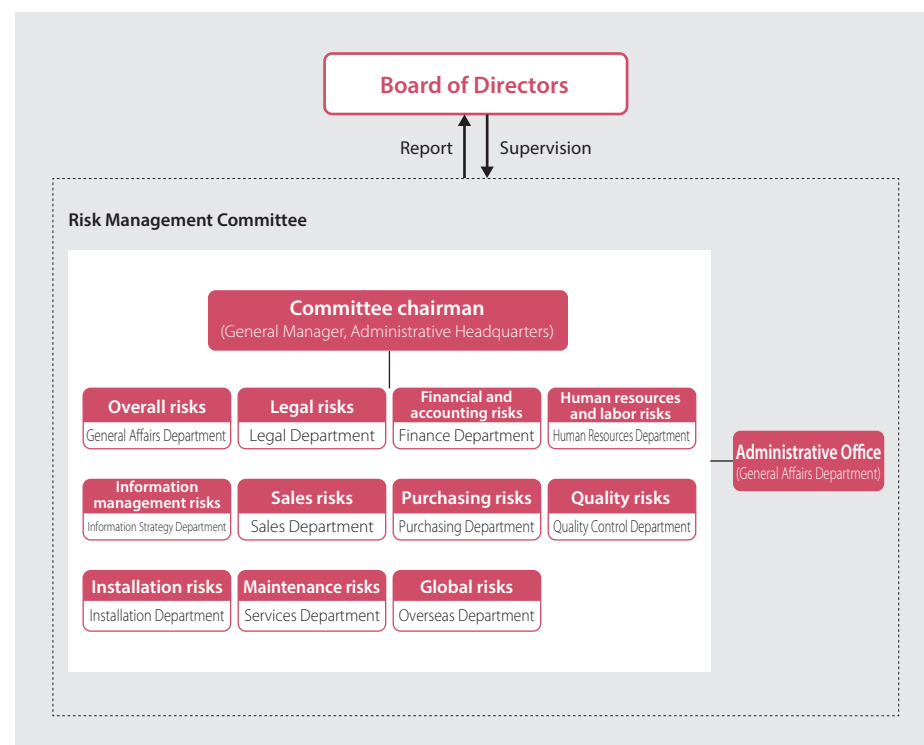 Board of Directors
Report
Supervision
Risk Management Committee
Committee chairman
(General Manager, Administrative Headquarters)
Overall risks
General Affairs Department
Legal risks
Legal Department
Financial and
accounting risks
Finance Department
Human resources
and labor risks
Human Resources Department
Administrative Office
(General Affairs Department)
Information
management risks
Information Strategy Department
Sales risks
Sales Department
Purchasing risks
Purchasing Department
Quality risks
Quality Control Department
Installation risks
Installation Department
Maintenance risks
Services Department
Global risks
Overseas Department